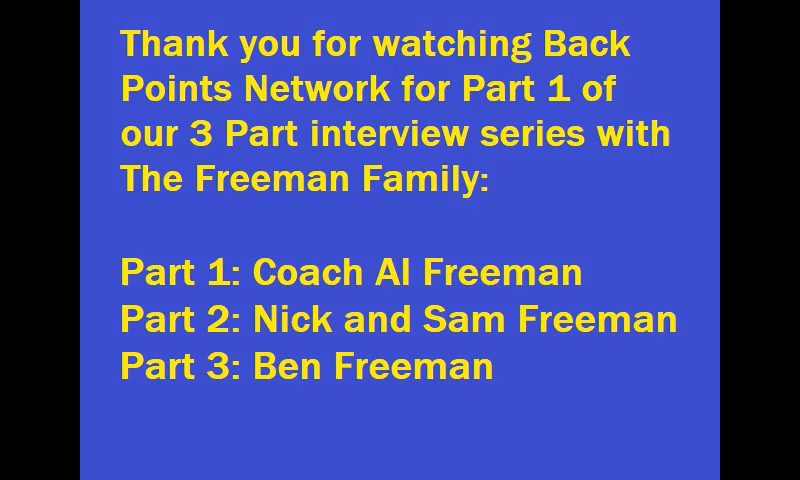 Thank you for watching Back
Points Network for Part 1 of
our 3 Part interview series with
The Freeman Family:
Part 1: Coach Al Freeman
Part 2: Nick and Sam Freeman
Part 3: Ben Freeman